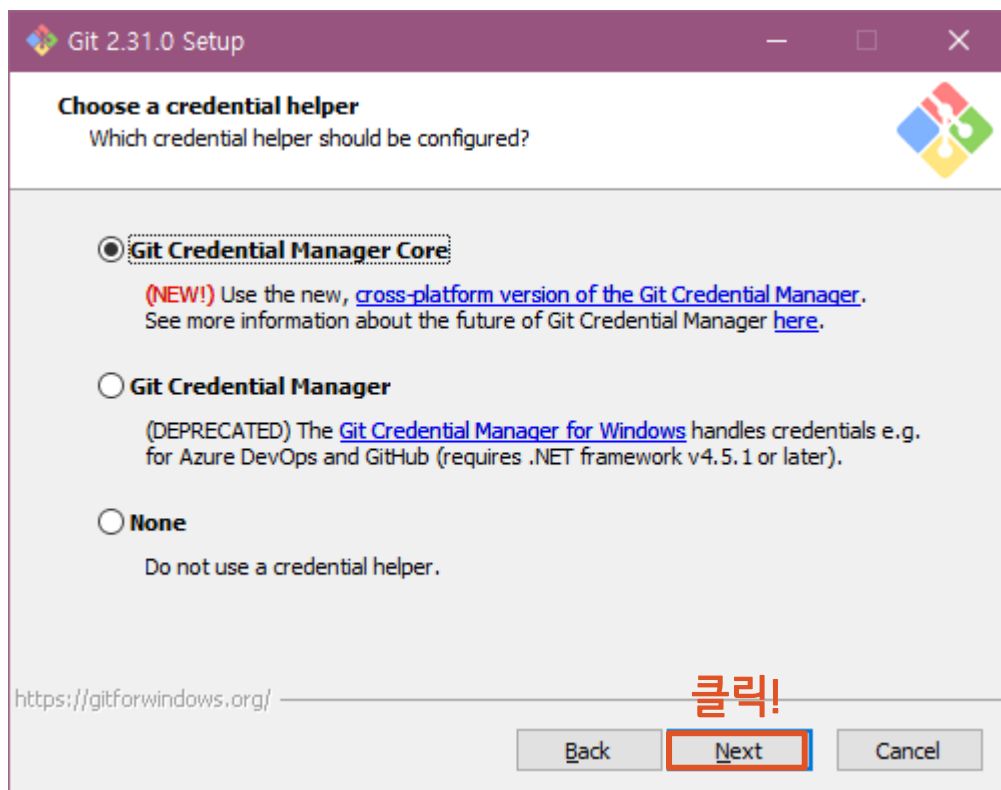 Git 2.31.0 Setup
Choose a credential helper
Which credential helper should be configured?
Git Credential Manager Core
(NEW!) Use the new, cross-platform version of the Git Credential Manager.
See more information about the future of Git Credential Manager here.
Git Credential Manager
(DEPRECATED) The Git Credential Manager for Windows handles credentials e.g.
for Azure DevOps and GitHub (requires .NET framework v4.5.1 or later).
None
Do not use a credential helper.
https://gitforwindows.org/
클릭!
Back Next Cancel